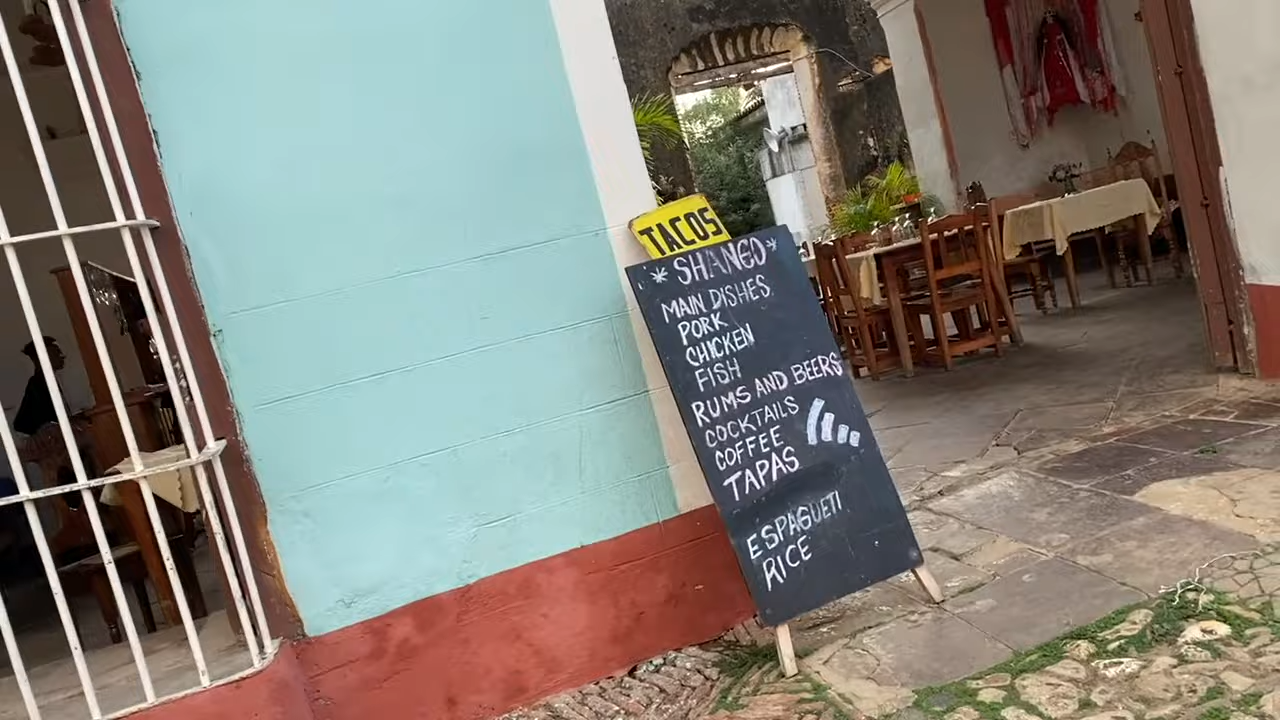 TACOS
* SHANGO *
MAIN DISHES
PORK
CHICKEN
FISH
RUMS AND BEERS
COCKTAILS
COFFEE
TAPAS
ESPAGUETI
RICE